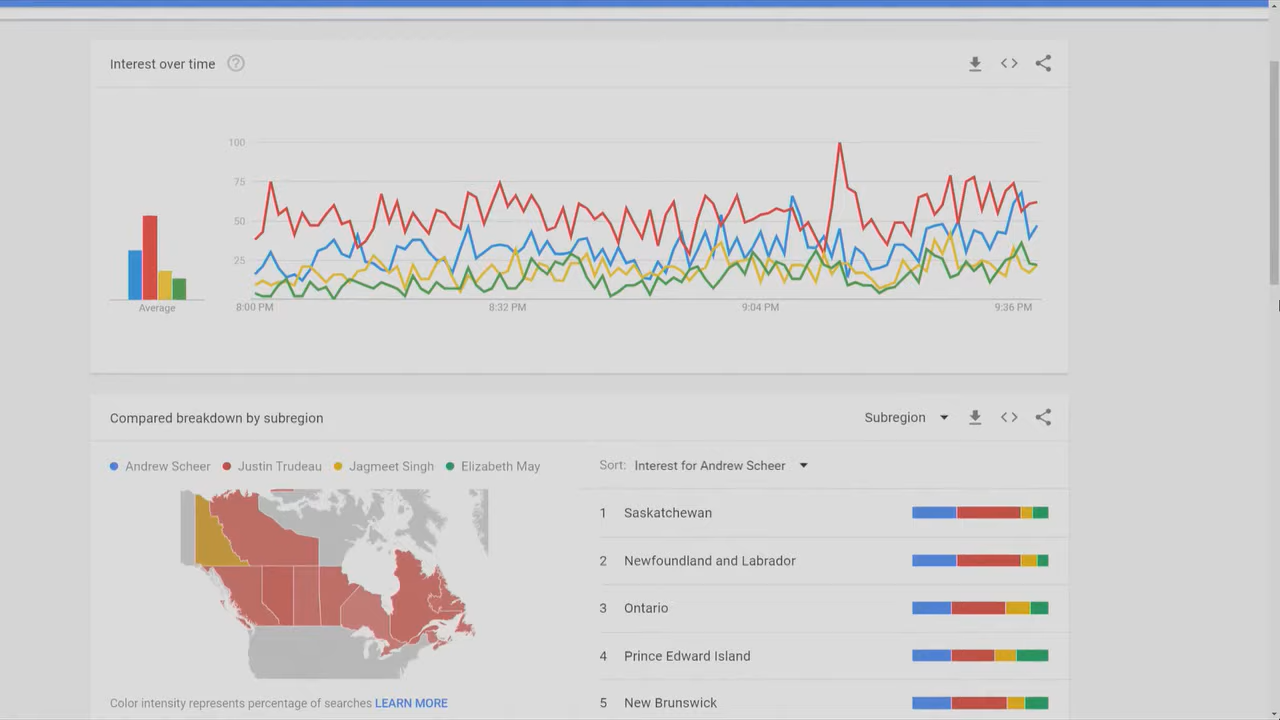 Interest over time ?
100
75
50
25
Average
8:00 PM 8:32 PM 9:04 PM 9:36 PM
Compared breakdown by subregion
Subregion
Andrew Scheer Justin Trudeau Jagmeet Singh Elizabeth May
Sort: Interest for Andrew Scheer
1 Saskatchewan
2 Newfoundland and Labrador
3 Ontario
4 Prince Edward Island
5 New Brunswick
Color intensity represents percentage of searches LEARN MORE